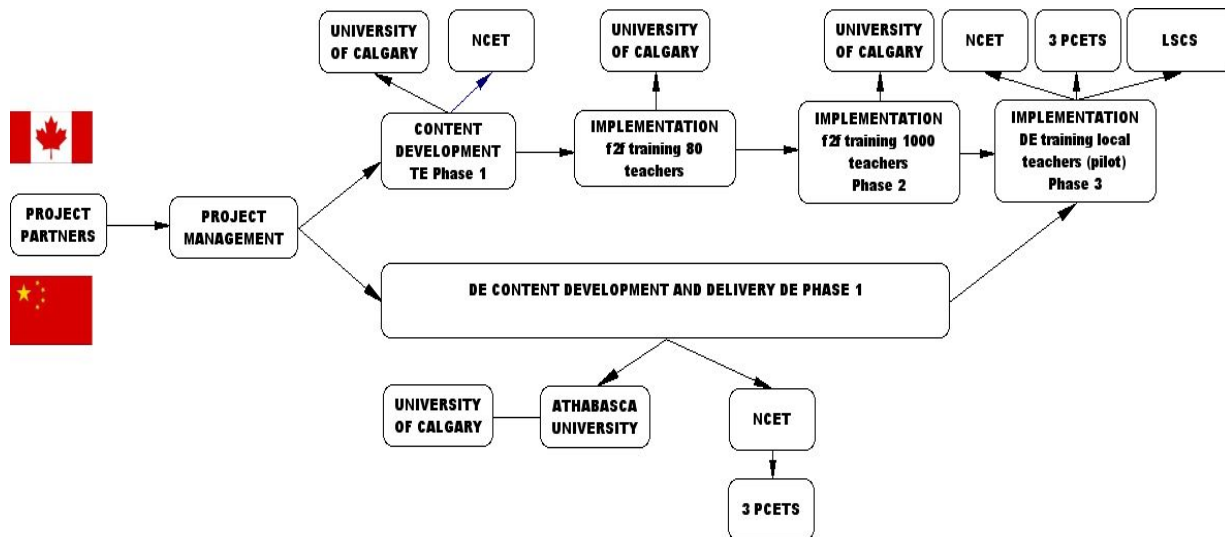 UNIVERSITY
OF CALGARY
NCET
UNIVERSITY
OF CALGARY
UNIVERSITY
OF CALGARY
NCET
3 PCETS
LSCS
CONTENT
DEVELOPMENT
TE Phase 1
IMPLEMENTATION
f2f training 80
teachers
IMPLEMENTATION
f2f training 1000
teachers
Phase 2
IMPLEMENTATION
DE training local
teachers (pilot)
Phase 3
PROJECT
PARTNERS
PROJECT
MANAGEMENT
DE CONTENT DEVELOPMENT AND DELIVERY DE PHASE 1
UNIVERSITY
OF CALGARY
ATHABASCA
UNIVERSITY
NCET
3 PCETS